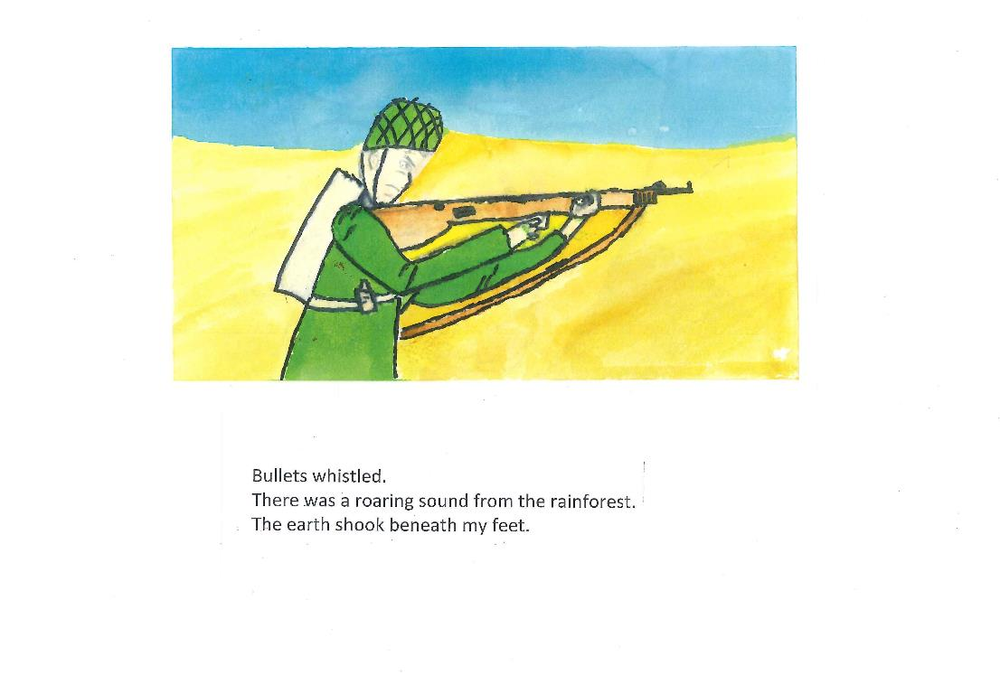 Bullets whistled.
There was a roaring sound from the rainforest.
The earth shook beneath my feet.